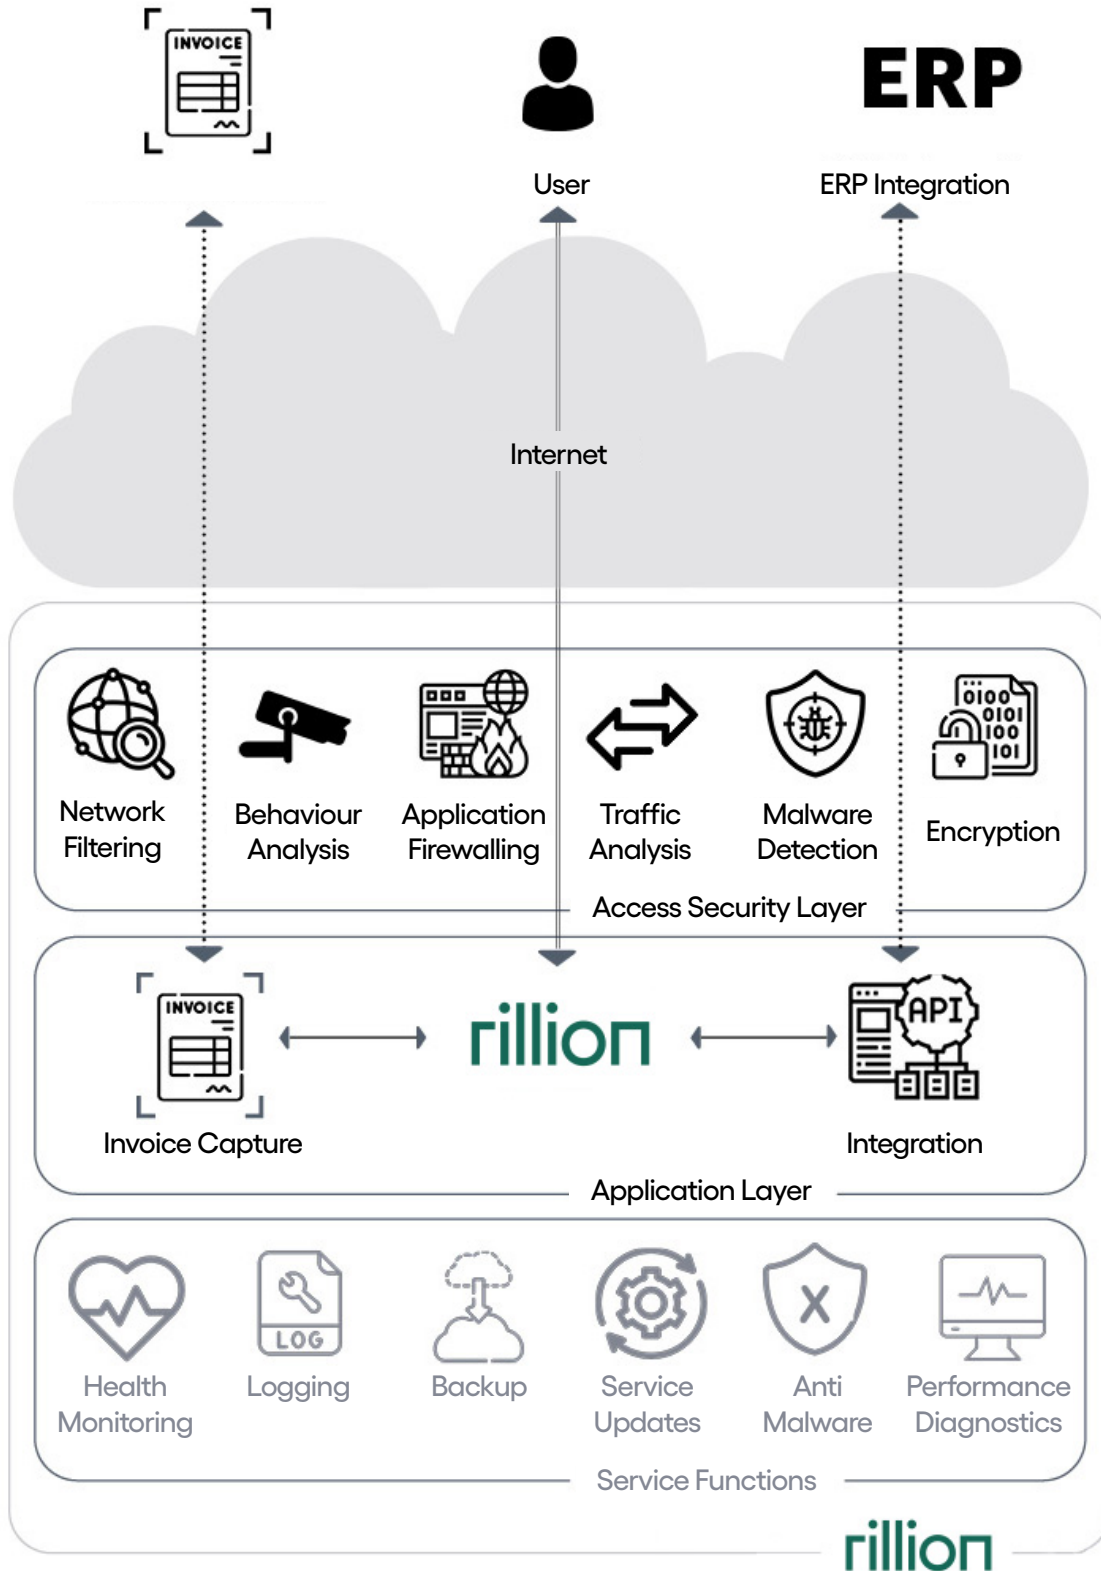 INVOICE
ERP
User
ERP Integration
Internet
0100
0101
100
101
Network
Filtering
Behaviour
Analysis
Application
Firewalling
Traffic
Analysis
Malware
Detection
Encryption
Access Security Layer
INVOICE
rillion
API
Invoice Capture
Integration
Application Layer
LOG
X
Health
Monitoring
Logging
Backup
Service
Updates
Anti
Malware
Performance
Diagnostics
Service Functions
rillion